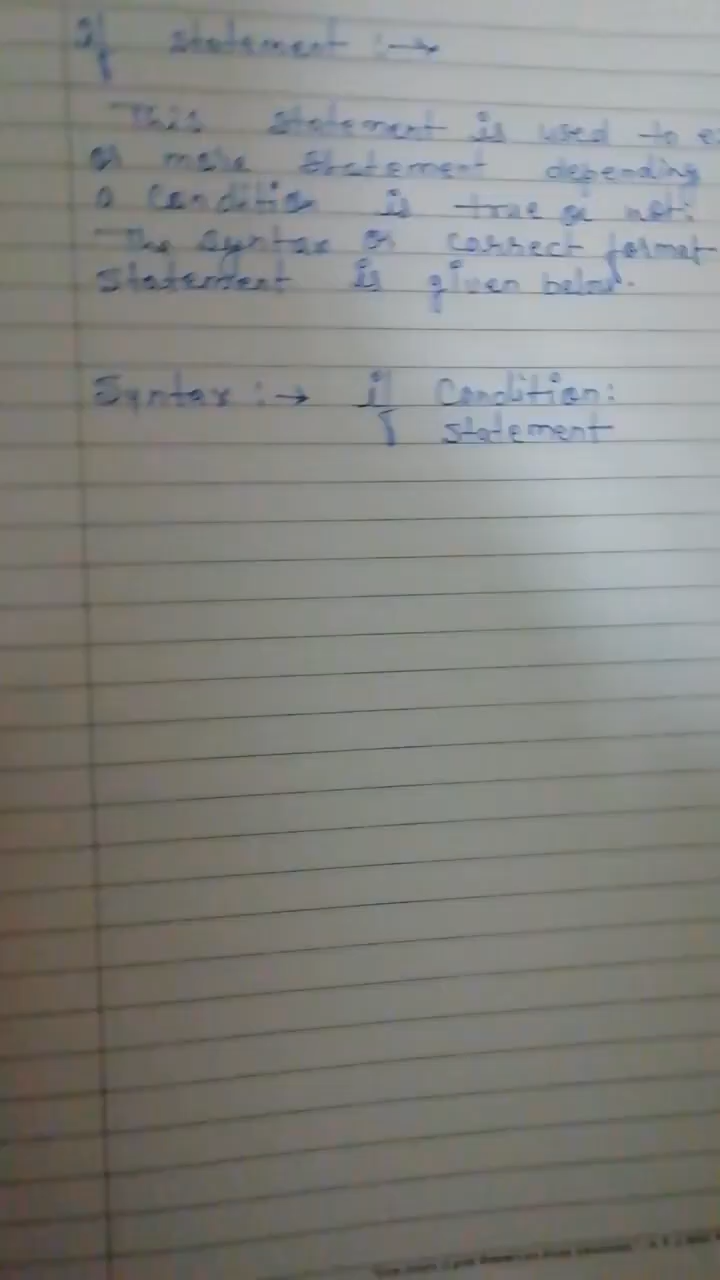 If statement :→
This statement is used to e
or more statement depending
a condition is true or not.
The syntax or correct format
statement is given below.
Syntax :→ if Condition:
statement